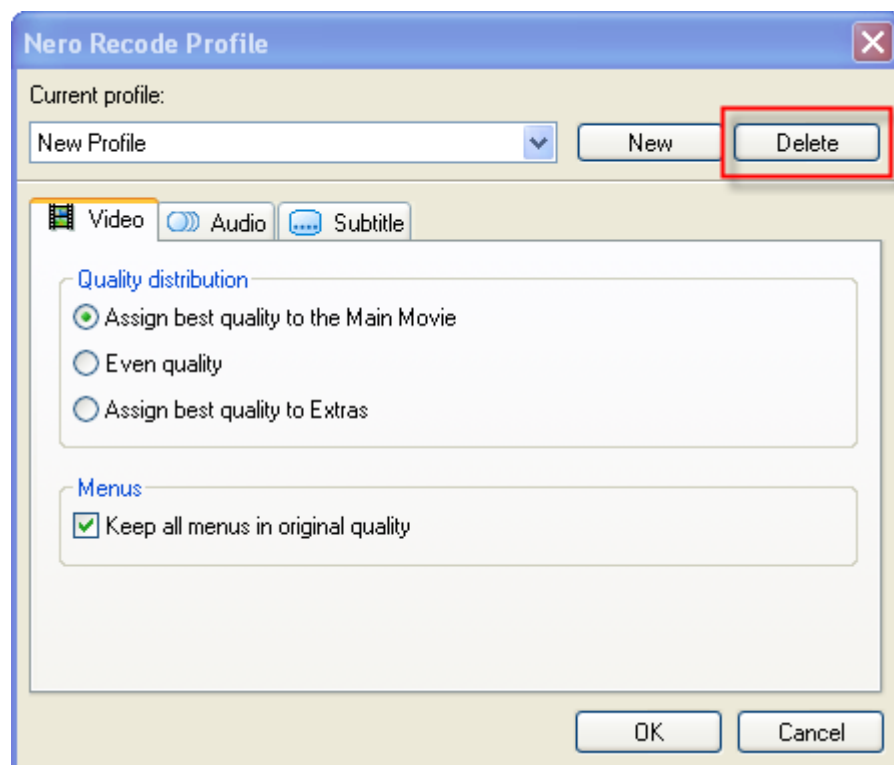 Nero Recode Profile
Current profile:
New Profile New Delete
Video Audio Subtitle
Quality distribution
Assign best quality to the Main Movie
Even quality
Assign best quality to Extras
Menus
Keep all menus in original quality
OK Cancel